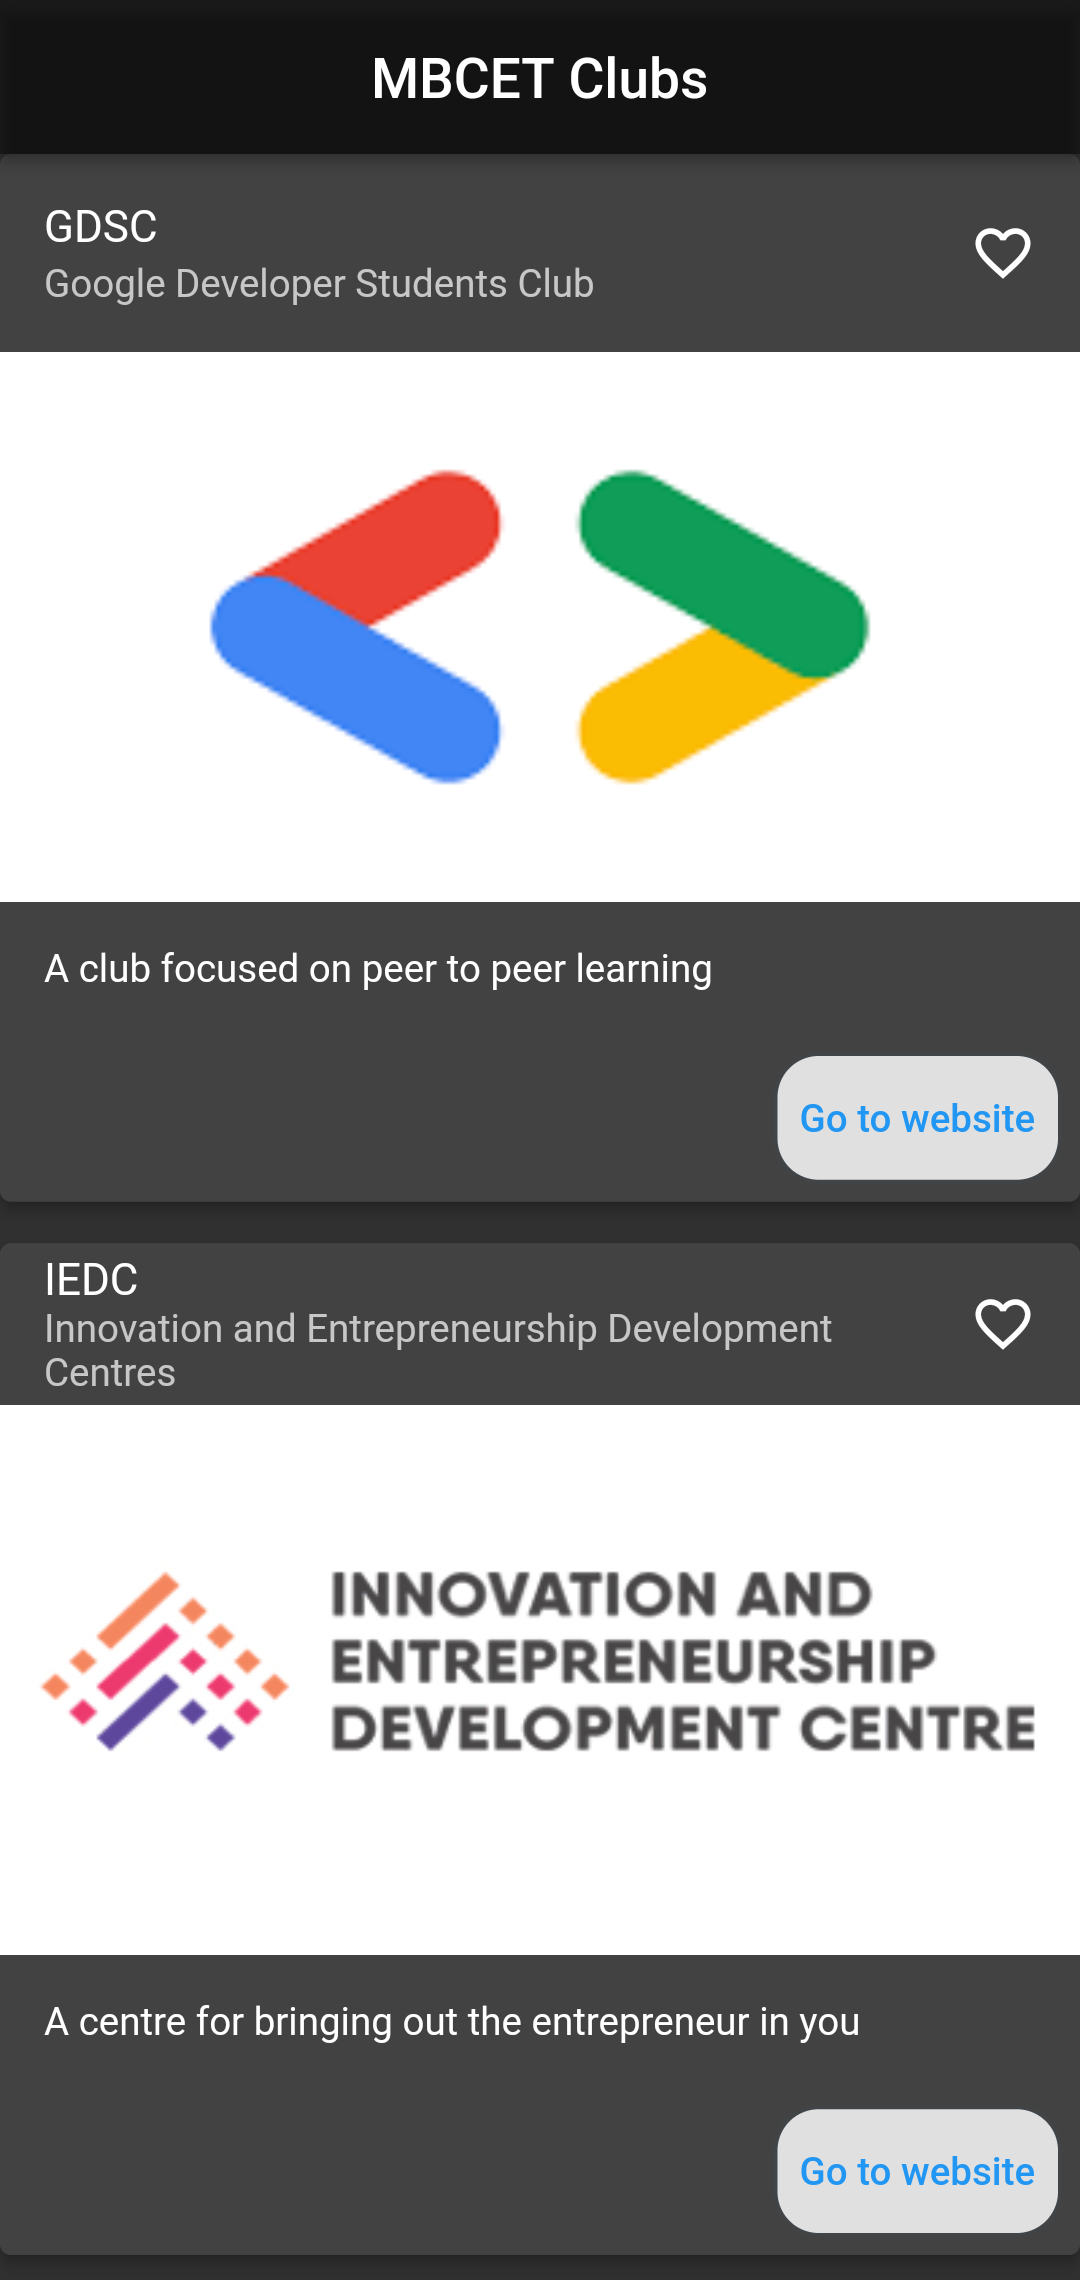 MBCET Clubs
GDSC
Google Developer Students Club
A club focused on peer to peer learning
Go to website
IEDC
Innovation and Entrepreneurship Development
Centres
INNOVATION AND
ENTREPRENEURSHIP
DEVELOPMENT CENTRE
A centre for bringing out the entrepreneur in you
Go to website